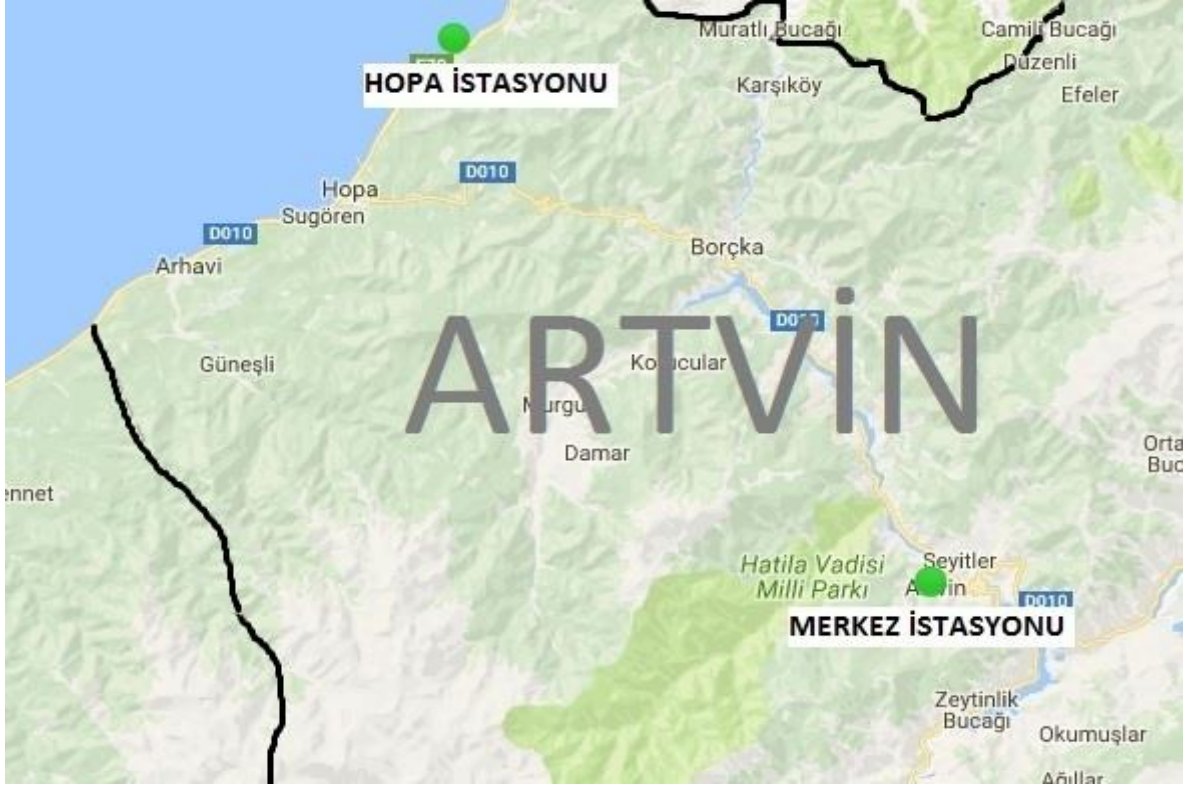 Muratlı Bucağı
Camili Bucağı
Düzenli
HOPA İSTASYONU
Karşıköy
Efeler
D010
Hopa
Sugören
D010
Borçka
Arhavi
ARTVİN
Güneşli
Damar
Hatila Vadisi
Milli Parkı
Seyitler
D010
MERKEZ İSTASYONU
Zeytinlik
Bucağı
Okumuşlar